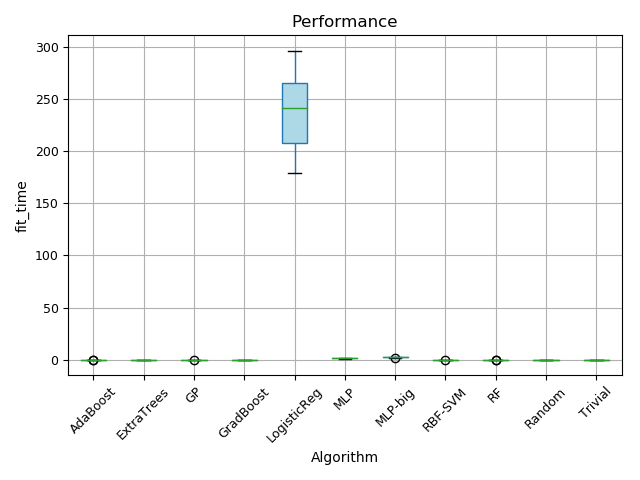 Performance
300
250
200
150
100
50
0
fit_time
AdaBoost
ExtraTrees
GP
GradBoost
LogisticReg
MLP
MLP-big
RBF-SVM
RF
Random
Trivial
Algorithm